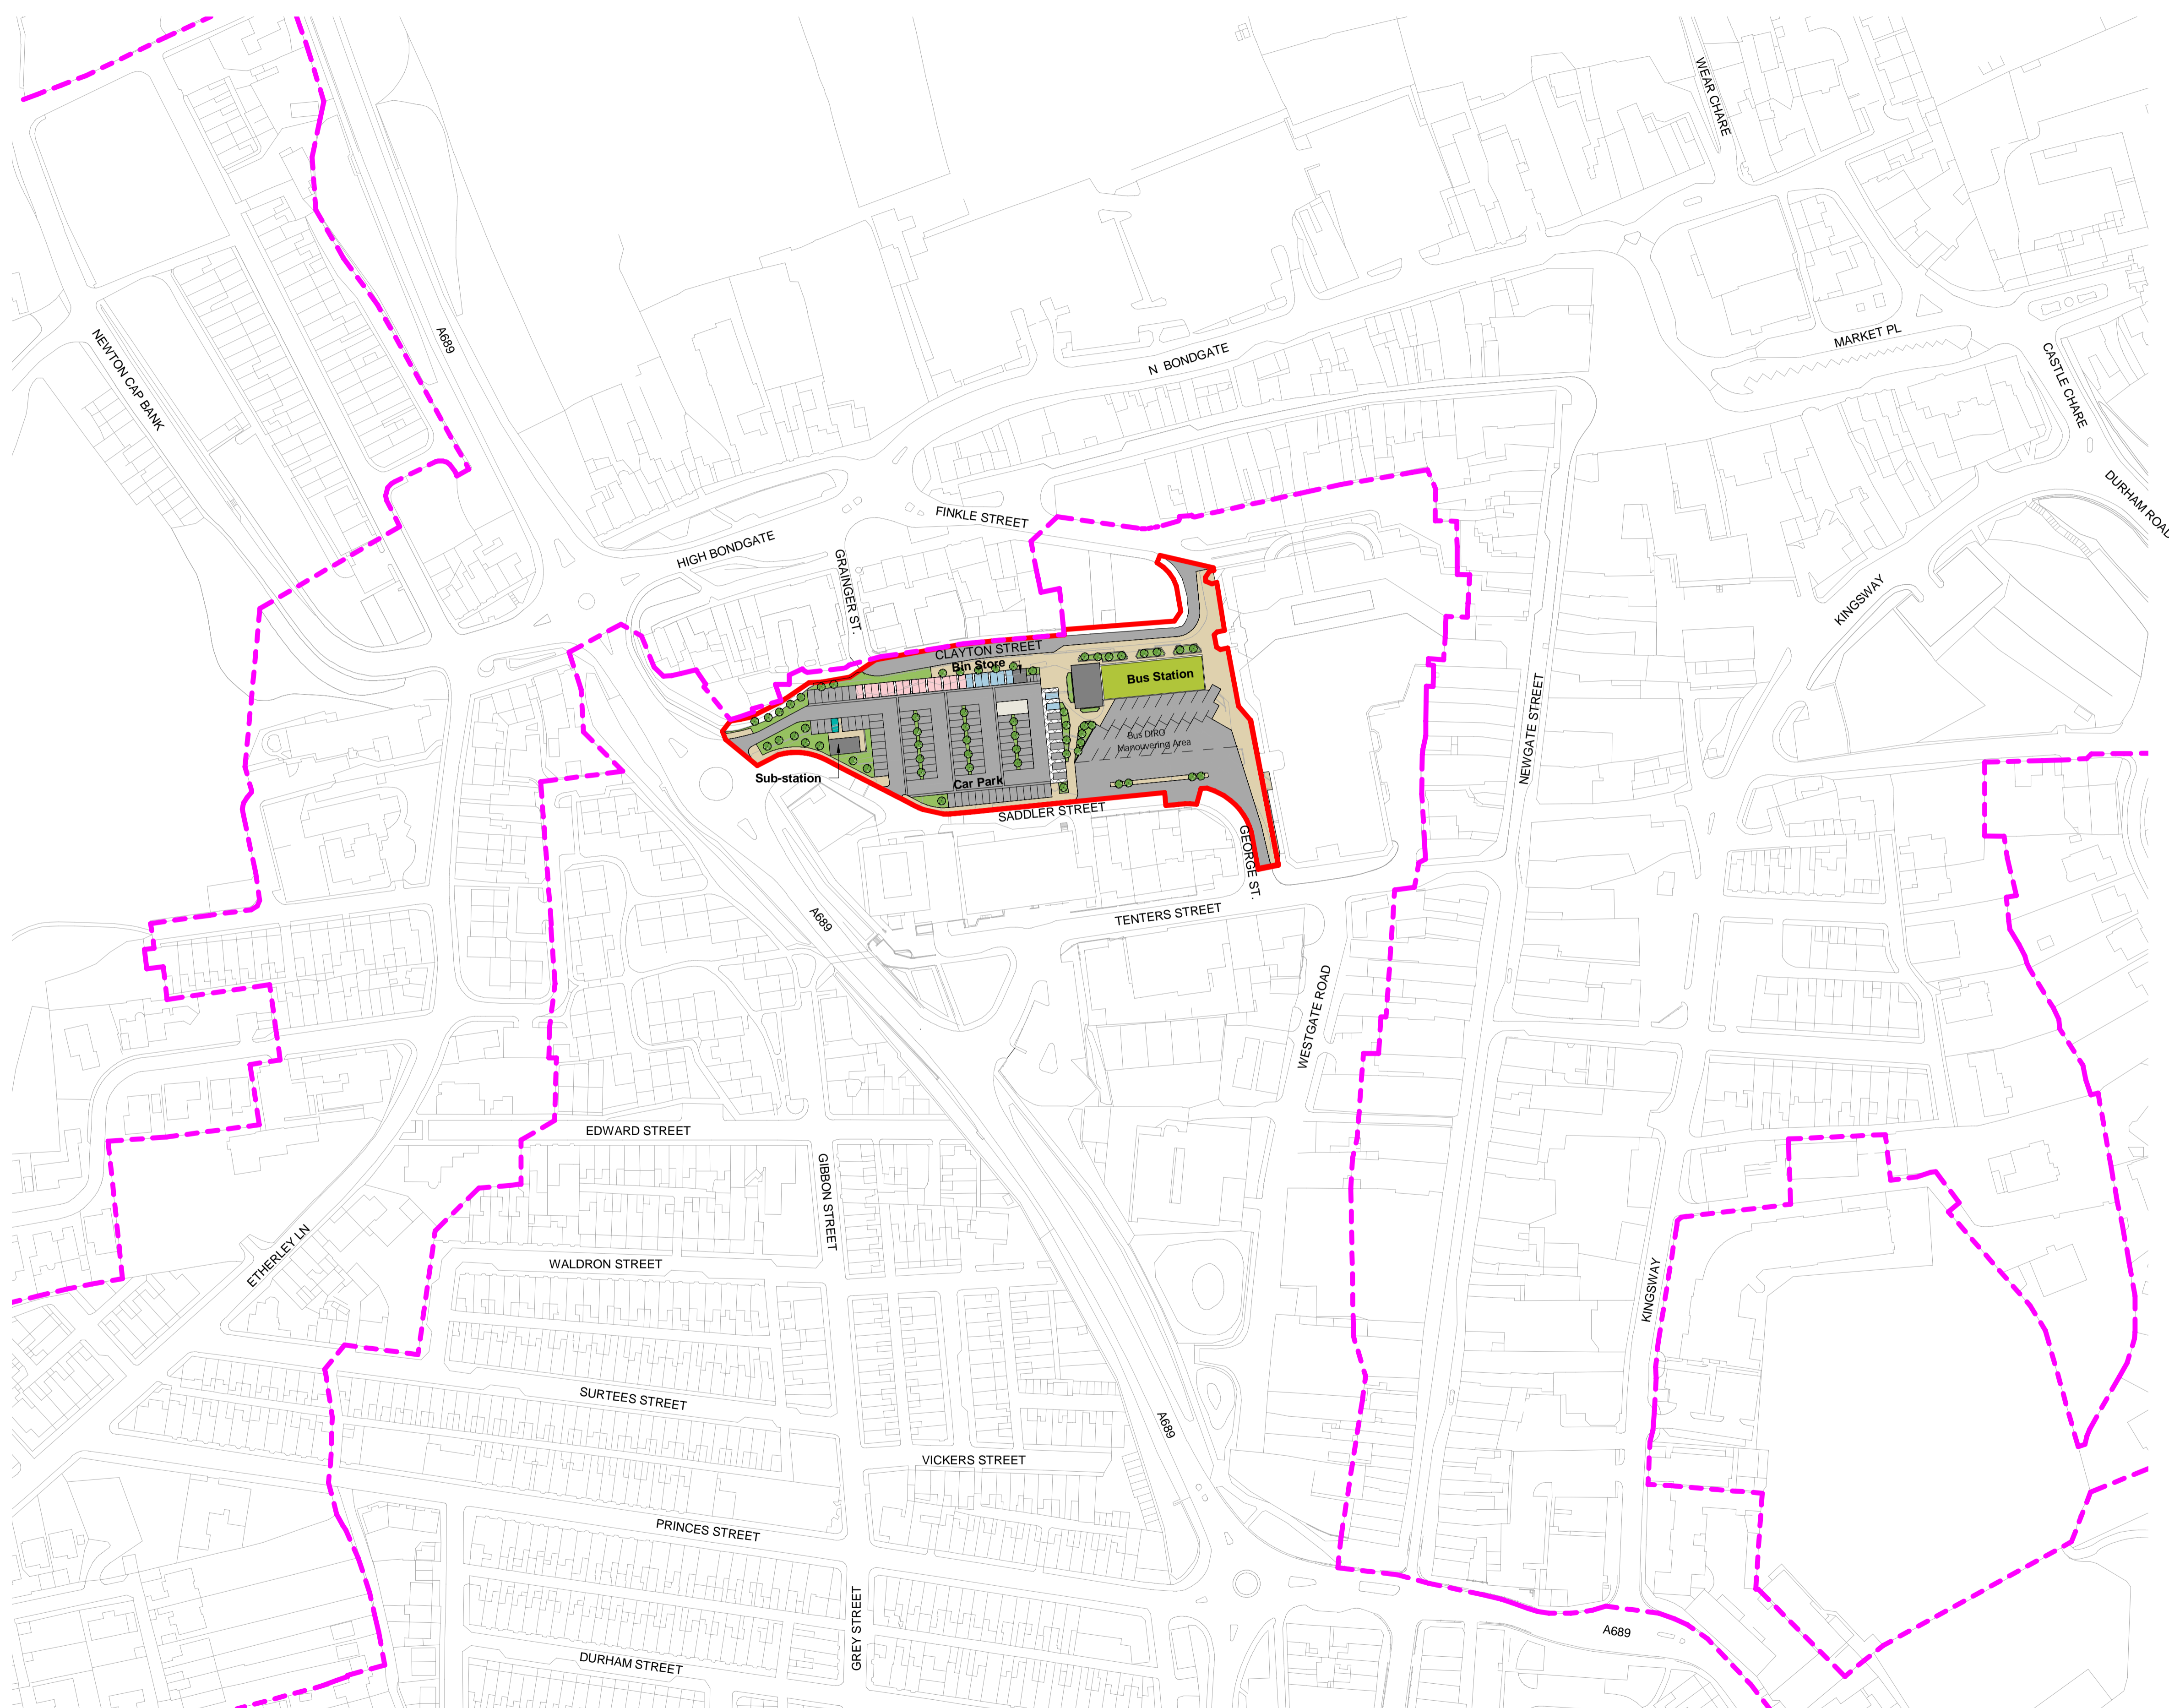 WEAR CHARE
NEWTON CAP BANK
A689
N BONDGATE
MARKET PL
CASTLE CHARE
DURHAM ROAD
FINKLE STREET
HIGH BONDGATE
GRAINGER ST.
KINGSWAY
CLAYTON STREET
Bin Store
Bus Station
Bus DIRO
Manouvering Area
NEWGATE STREET
Sub-station
Car Park
SADDLER STREET
GEORGE ST.
A689
TENTERS STREET
WESTGATE ROAD
EDWARD STREET
GIBBON STREET
ETHERLEY LN
WALDRON STREET
KINGSWAY
SURTEES STREET
A689
VICKERS STREET
PRINCES STREET
GREY STREET
A689
DURHAM STREET